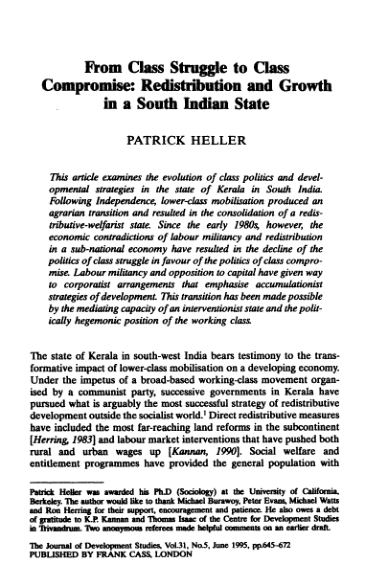 From Class Struggle to Class
Compromise: Redistribution and Growth
in a South Indian State
PATRICK HELLER
This article examines the evolution of class politics and devel-
opmental strategies in the state of Kerala in South India.
Following Independence, lower-class mobilisation produced an
agrarian transition and resulted in the consolidation of a redis-
tributive-welfarist state. Since the early 1980s, however, the
economic contradictions of labour militancy and redistribution
in a sub-national economy have resulted in the decline of the
politics of class struggle in favour of the politics of class compro-
mise. Labour militancy and opposition to capital have given way
to corporatist arrangements that emphasise accumulationist
strategies of development. This transition has been made possible
by the mediating capacity of an interventionist state and the polit-
ically hegemonic position of the working class.
The state of Kerala in south-west India bears testimony to the trans-
formative impact of lower-class mobilisation on a developing economy.
Under the impetus of a broad-based working-class movement organ-
ised by a communist party, successive governments in Kerala have
pursued what is arguably the most successful strategy of redistributive
development outside the socialist world.¹ Direct redistributive measures
have included the most far-reaching land reforms in the subcontinent
[Herring, 1983] and labour market interventions that have pushed both
rural and urban wages up [Kannan, 1990]. Social welfare and
entitlement programmes have provided the general population with
Patrick Heller was awarded his Ph.D (Sociology) at the University of California,
Berkeley. The author would like to thank Michael Burawoy, Peter Evans, Michael Watts
and Ron Herring for their support, encouragement and patience. He also owes a debt
of gratitude to K.P. Kannan and Thomas Isaac of the Centre for Development Studies
in Trivandrum. Two anonymous referees made helpful comments on an earlier draft.
The Journal of Development Studies, Vol.31, No.5, June 1995, pp.645–672
PUBLISHED BY FRANK CASS, LONDON